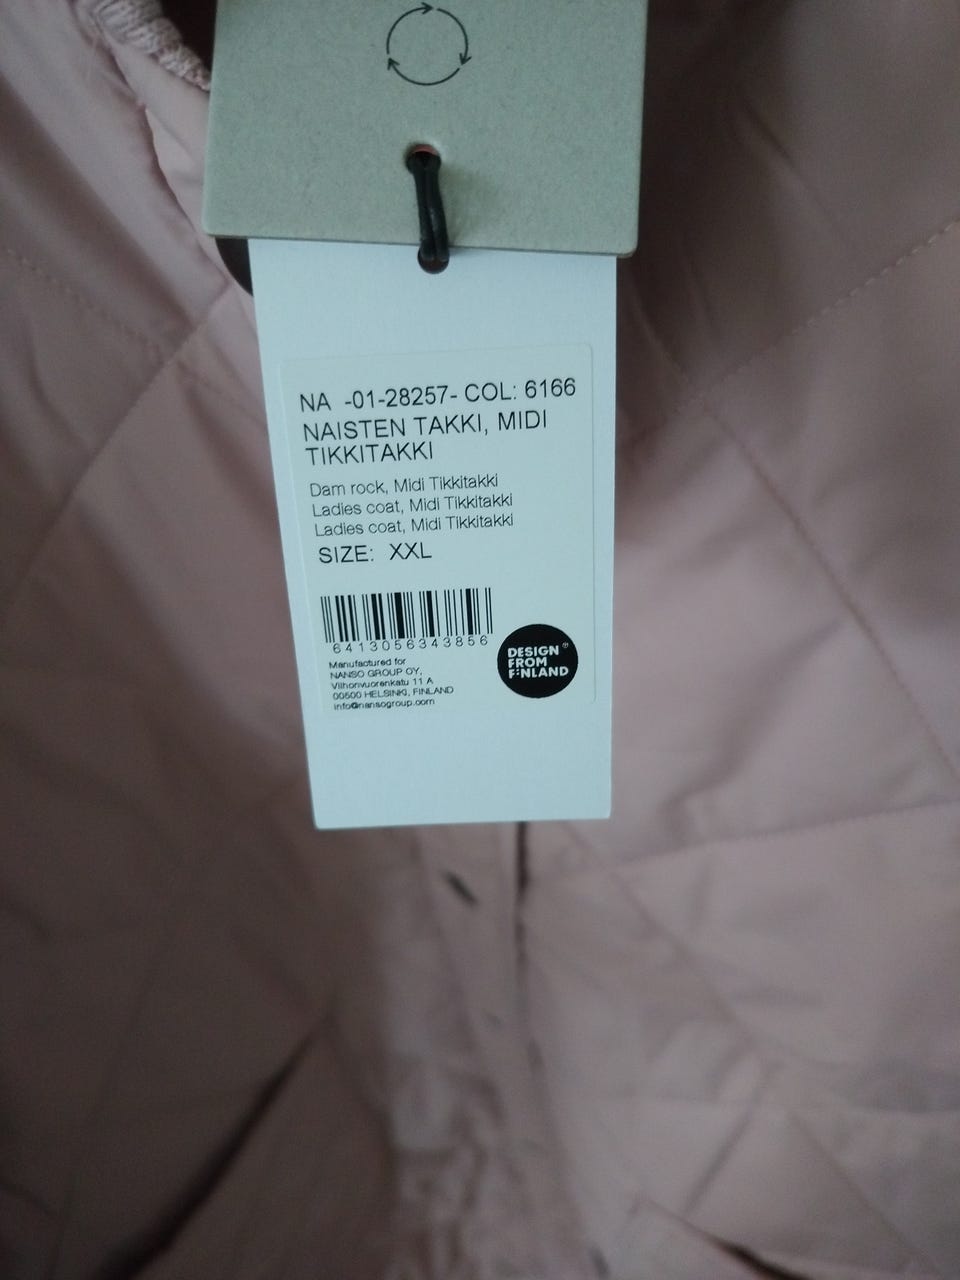 NA -01-28257- COL: 6166
NAISTEN TAKKI, MIDI
TIKKITAKKI
Dam rock, Midi Tikkitakki
Ladies coat, Midi Tikkitakki
Ladies coat, Midi Tikkitakki
SIZE: XXL
6413056343856
Manufactured for
NANSO GROUP OY,
Vilhonvuorenkatu 11 A
00500 HELSINKI, FINLAND
info@nansogroup.com
DESIGN
FROM
FINLAND